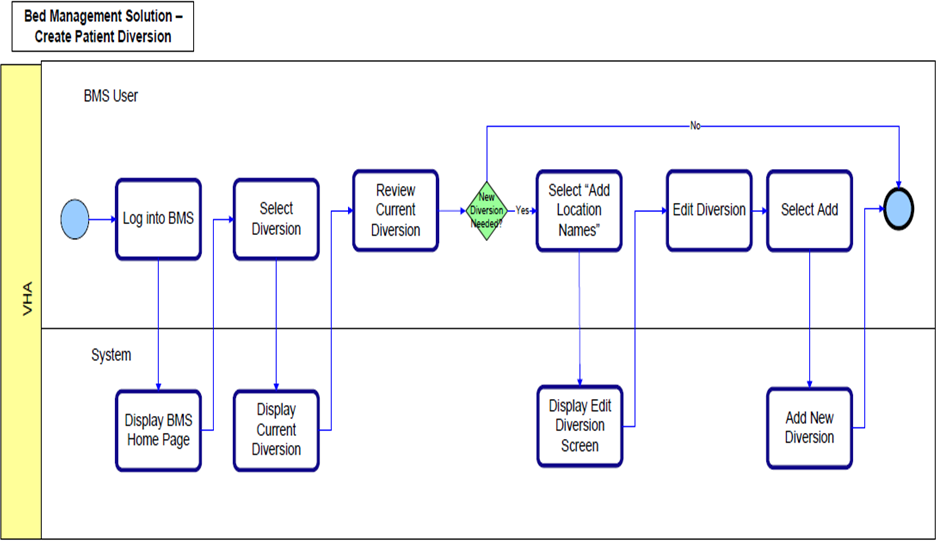 Bed Management Solution –
Create Patient Diversion
VHA
BMS User
Log into BMS
Select
Diversion
Review
Current
Diversion
New
Diversion
Needed?
Yes
No
Select “Add
Location
Names”
Edit Diversion
Select Add
System
Display BMS
Home Page
Display
Current
Diversion
Display Edit
Diversion
Screen
Add New
Diversion